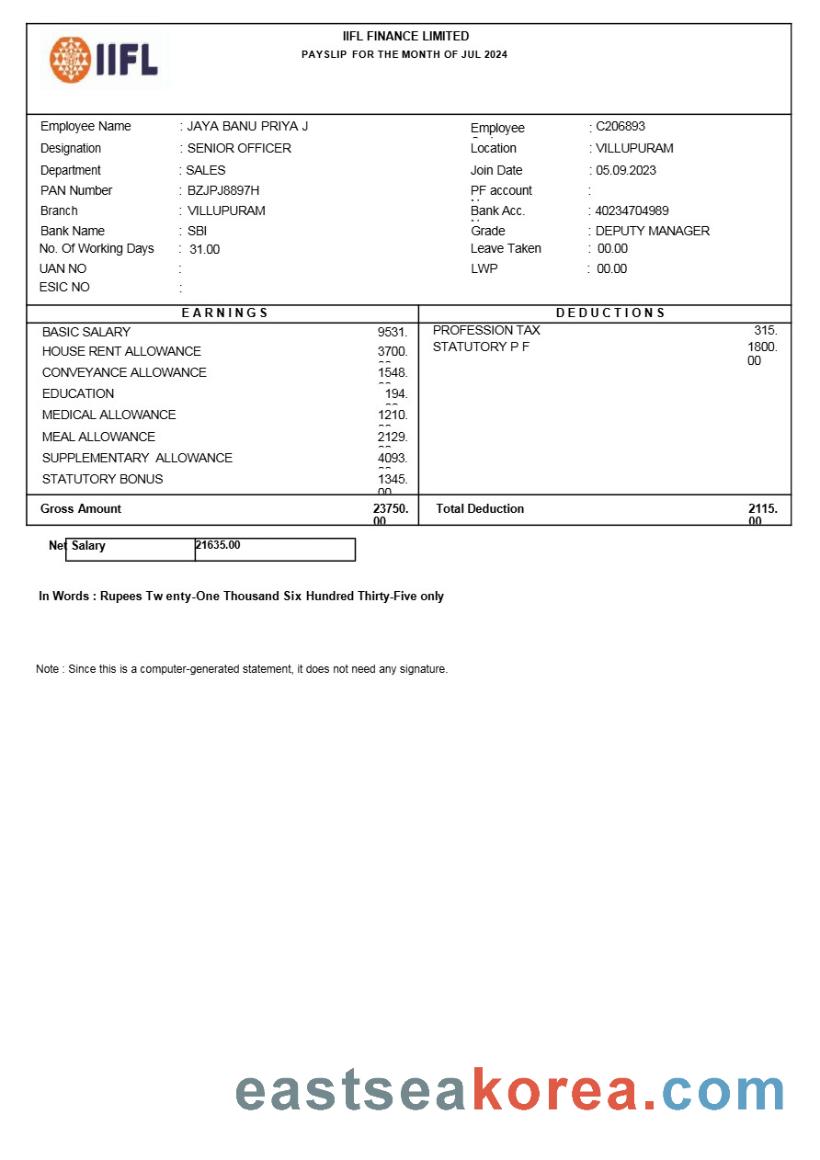 IIFL FINANCE LIMITED
IIFL
PAYSLIP FOR THE MONTH OF JUL 2024
Employee Name : JAYA BANU PRIYA J Employee : C206893
Designation : SENIOR OFFICER Location : VILLUPURAM
Department : SALES Join Date : 05.09.2023
PAN Number : BZJPJ8897H PF account :
Branch : VILLUPURAM Bank Acc. : 40234704989
Bank Name : SBI Grade : DEPUTY MANAGER
No. Of Working Days : 31.00 Leave Taken : 00.00
UAN NO : LWP : 00.00
ESIC NO :
EARNINGS DEDUCTIONS
BASIC SALARY 9531. PROFESSION TAX 315.
HOUSE RENT ALLOWANCE 3700. STATUTORY P F 1800.
00
CONVEYANCE ALLOWANCE 1548.
EDUCATION 194.
MEDICAL ALLOWANCE 1210.
MEAL ALLOWANCE 2129.
SUPPLEMENTARY ALLOWANCE 4093.
STATUTORY BONUS 1345.
00
Gross Amount 23750. Total Deduction 2115.
00 00
Net Salary 21635.00
In Words : Rupees Tw enty-One Thousand Six Hundred Thirty-Five only
Note : Since this is a computer-generated statement, it does not need any signature.
eastseakorea.com